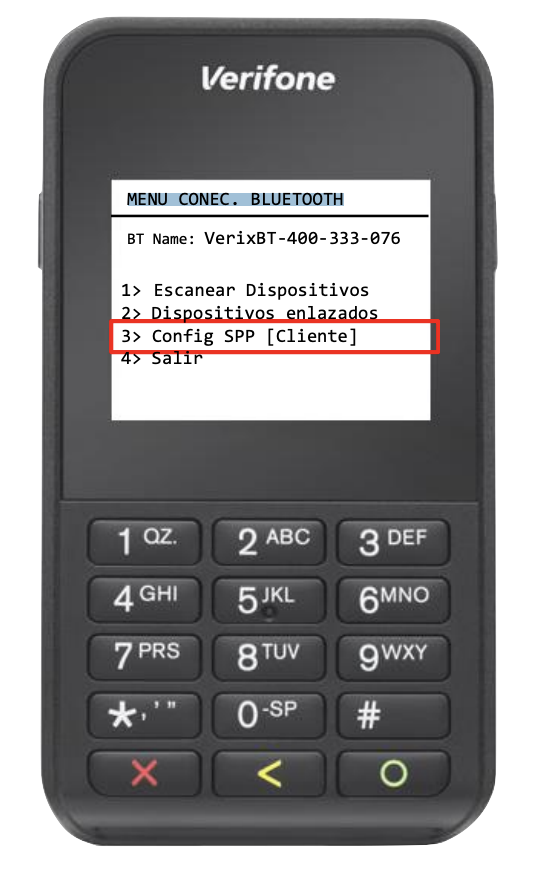 Verifone
MENU CONEC. BLUETOOTH
BT Name: VerixBT-400-333-076
1> Escanear Dispositivos
2> Dispositivos enlazados
3> Config SPP [Cliente]
4> Salir
1 QZ. 2 ABC 3 DEF
4 GHI 5 JKL 6 MNO
7 PRS 8 TUV 9 WXY
*,'" 0 -SP #